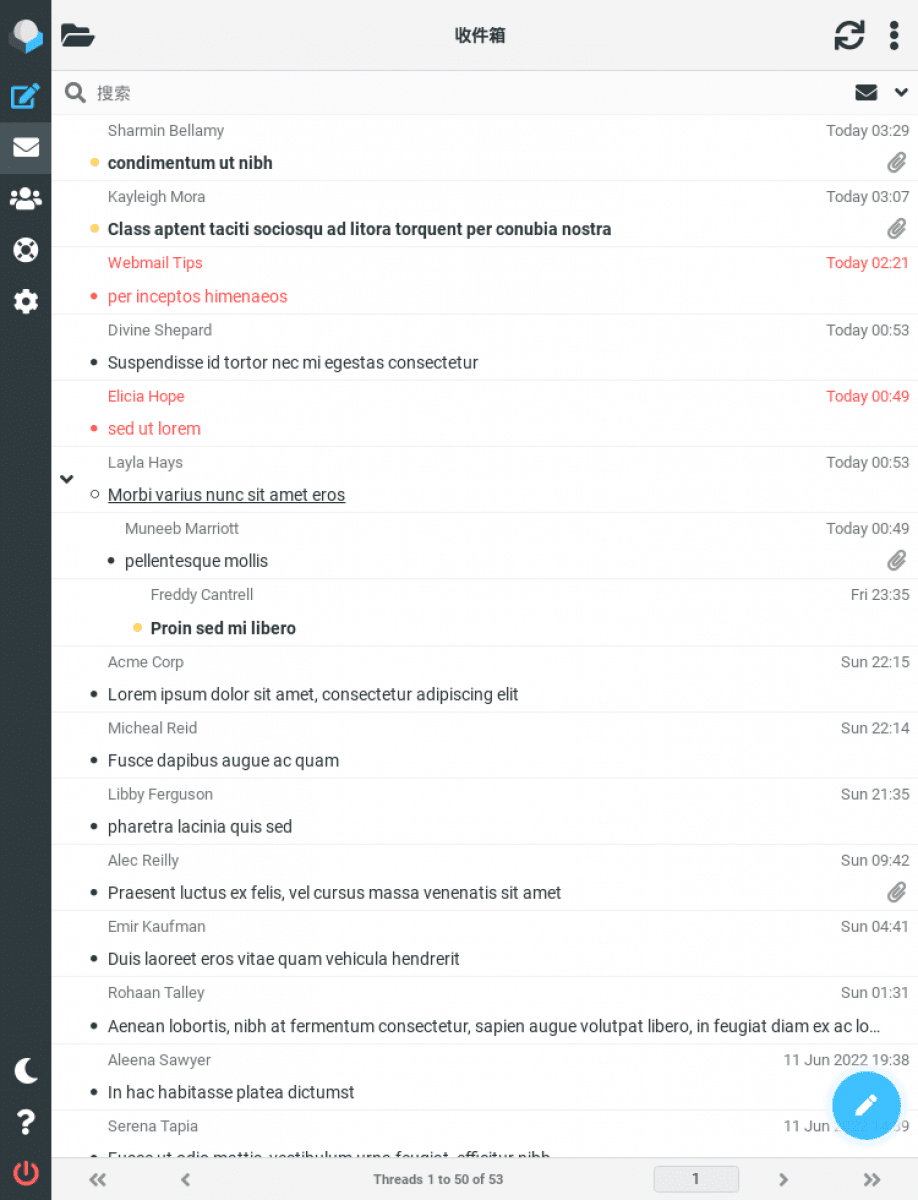 收件箱
搜索
Sharmin Bellamy Today 03:29
condimentum ut nibh
Kayleigh Mora Today 03:07
Class aptent taciti sociosqu ad litora torquent per conubia nostra
Webmail Tips Today 02:21
per inceptos himenaeos
Divine Shepard Today 00:53
Suspendisse id tortor nec mi egestas consectetur
Elicia Hope Today 00:49
sed ut lorem
Layla Hays Today 00:53
Morbi varius nunc sit amet eros
Muneeb Marriott Today 00:49
pellentesque mollis
Freddy Cantrell Fri 23:35
Proin sed mi libero
Acme Corp Sun 22:15
Lorem ipsum dolor sit amet, consectetur adipiscing elit
Micheal Reid Sun 22:14
Fusce dapibus augue ac quam
Libby Ferguson Sun 21:35
pharetra lacinia quis sed
Alec Reilly Sun 09:42
Praesent luctus ex felis, vel cursus massa venenatis sit amet
Emir Kaufman Sun 04:41
Duis laoreet eros vitae quam vehicula hendrerit
Rohaan Talley Sun 01:31
Aenean lobortis, nibh at fermentum consectetur, sapien augue volutpat libero, in feugiat diam ex ac lo…
Aleena Sawyer 11 Jun 2022 19:38
In hac habitasse platea dictumst
Serena Tapia 11 Jun
Threads 1 to 50 of 53 1